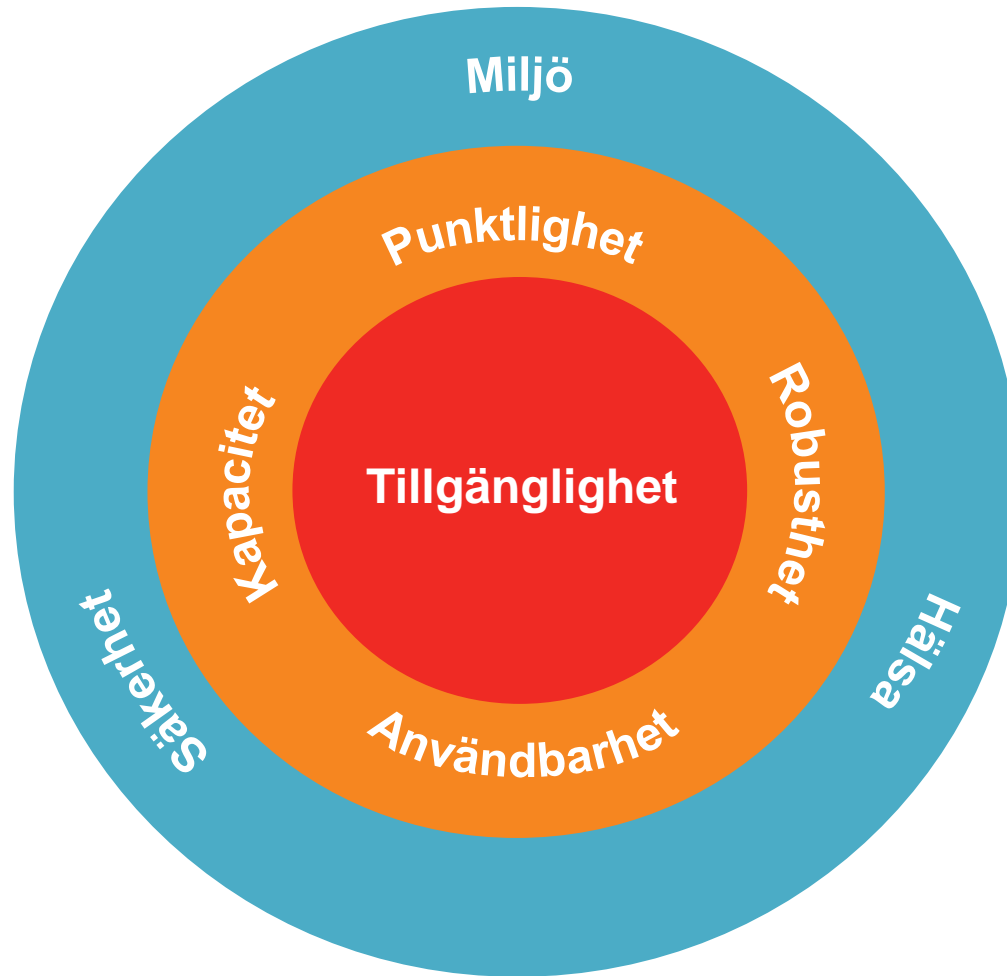 Miljö
Punktlighet
Kapacitet
Robusthet
Tillgänglighet
Säkerhet
Hälsa
Användbarhet